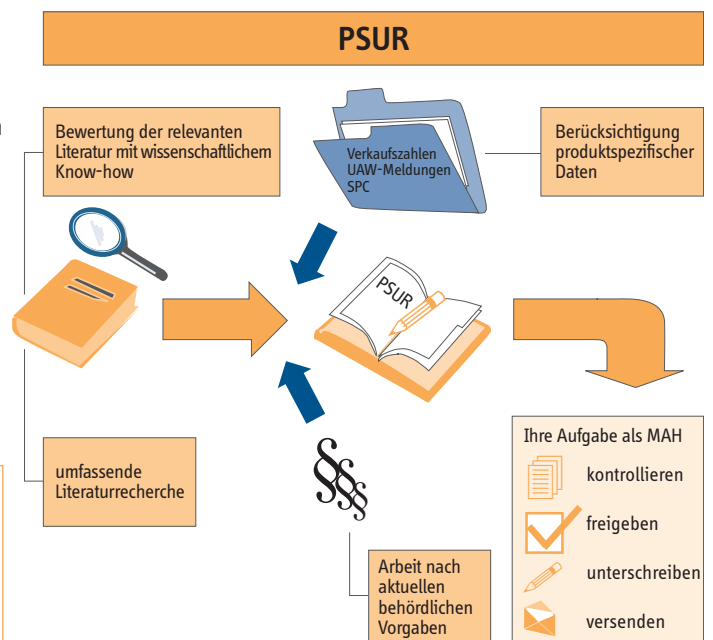 PSUR
Bewertung der relevanten
Literatur mit wissenschaftlichem
Know-how
Verkaufszahlen
UAW-Meldungen
SPC
Berücksichtigung
produktspezifischer
Daten
PSUR
umfassende
Literaturrecherche
§§§
Arbeit nach
aktuellen
behördlichen
Vorgaben
Ihre Aufgabe als MAH
kontrollieren
freigeben
unterschreiben
versenden